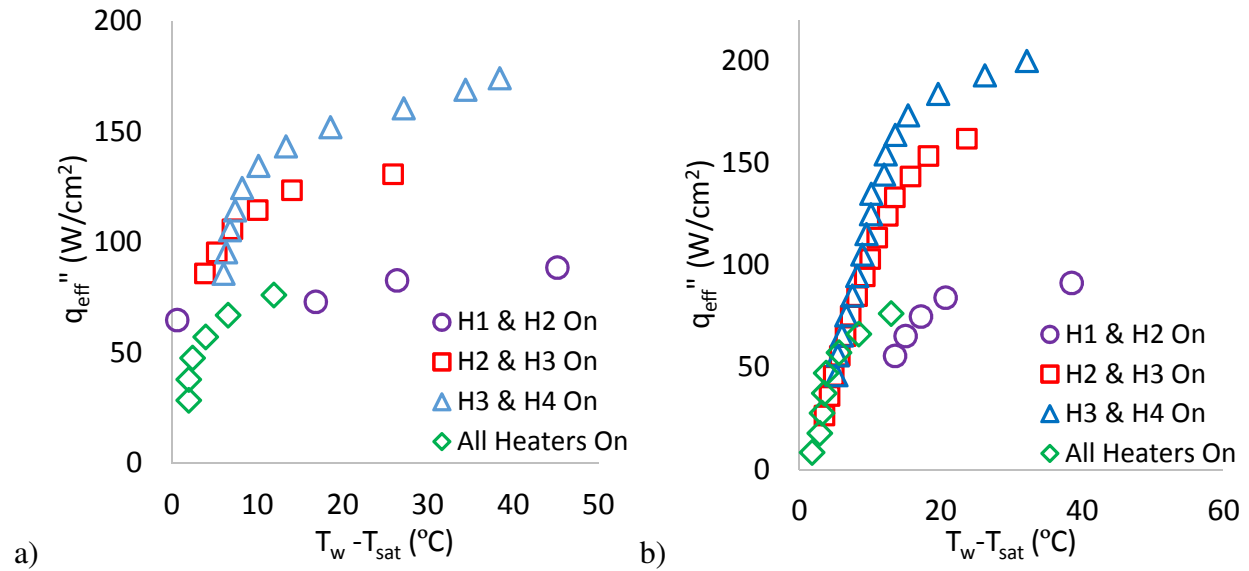 200
150
100
50
0
q_eff'' (W/cm²)
H1 & H2 On
H2 & H3 On
H3 & H4 On
All Heaters On
0 10 20 30 40 50
T_w -T_sat (ºC)
a)
200
150
100
50
0
q_eff'' (W/cm²)
H1 & H2 On
H2 & H3 On
H3 & H4 On
All Heaters On
0 20 40 60
T_w-T_sat (ºC)
b)